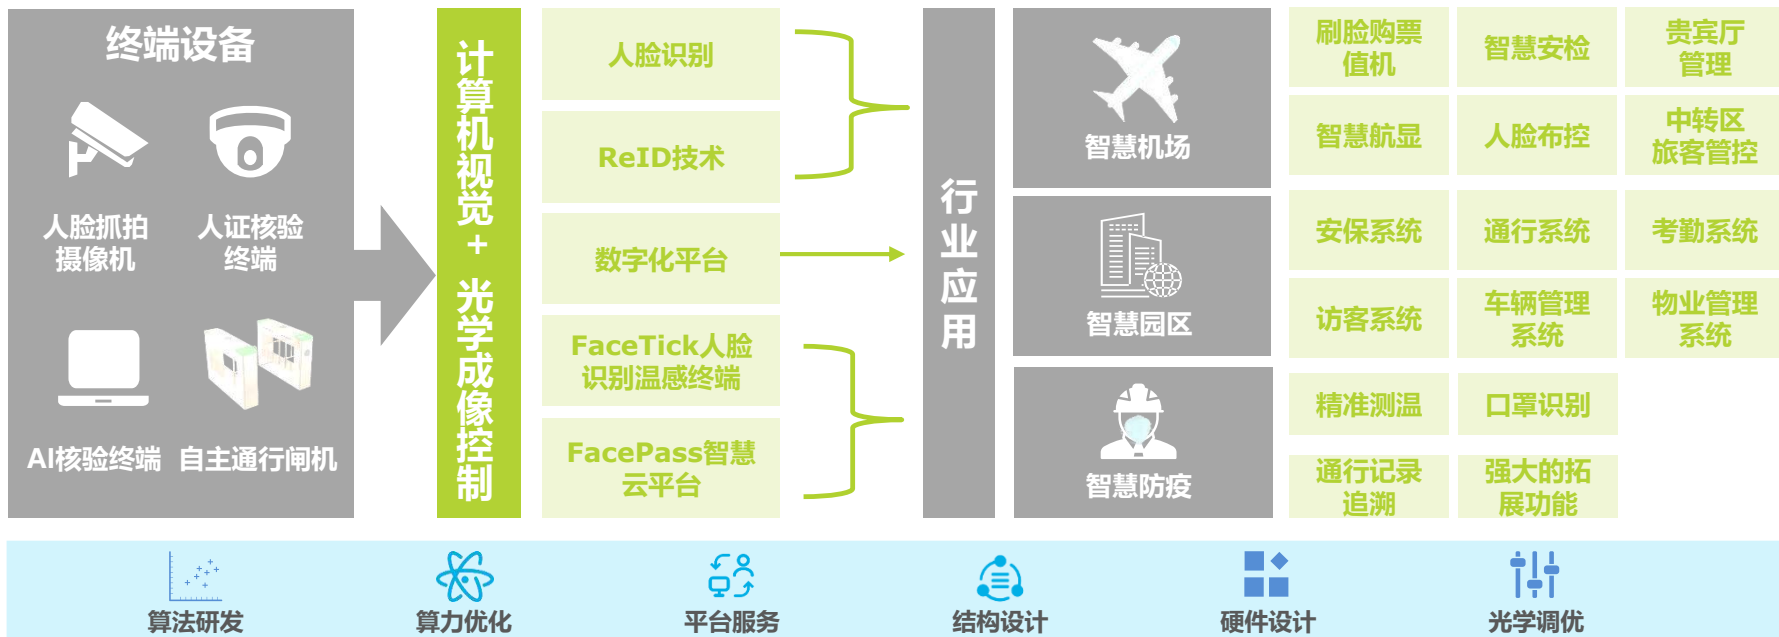 终端设备
人脸抓拍
摄像机
人证核验
终端
AI核验终端
自主通行闸机
计算机视觉+ 光学成像控制
人脸识别
ReID技术
数字化平台
FaceTick人脸
识别温感终端
FacePass智慧
云平台
行业应用
智慧机场
刷脸购票
值机
智慧安检
贵宾厅
管理
智慧航显
人脸布控
中转区
旅客管控
智慧园区
安保系统
通行系统
考勤系统
访客系统
车辆管理
系统
物业管理
系统
智慧防疫
精准测温
口罩识别
通行记录
追溯
强大的拓
展功能
算法研发
算力优化
平台服务
结构设计
硬件设计
光学调优